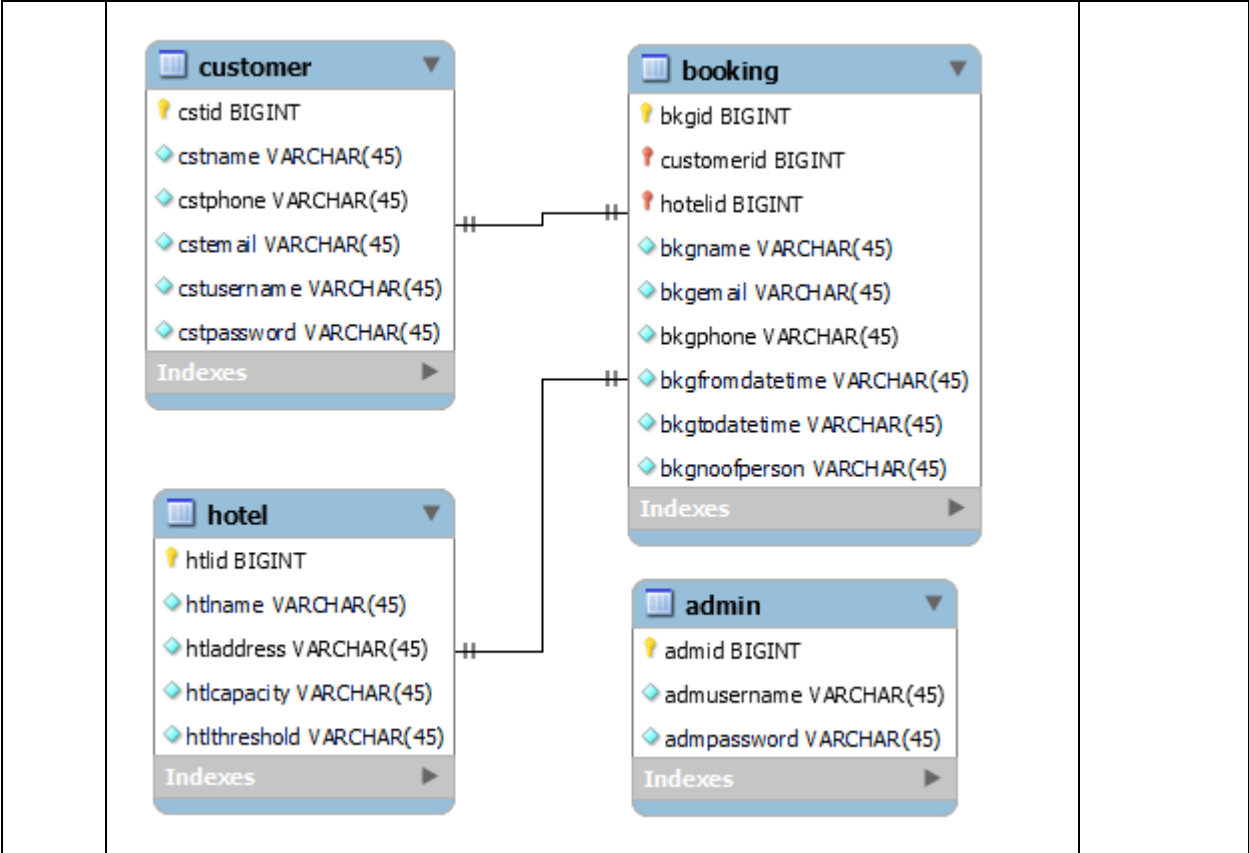 customer
cstid BIGINT
cstname VARCHAR(45)
cstphone VARCHAR(45)
cstemail VARCHAR(45)
cstusername VARCHAR(45)
cstpassword VARCHAR(45)
Indexes
booking
bkgid BIGINT
customerid BIGINT
hotelid BIGINT
bkgname VARCHAR(45)
bkgemail VARCHAR(45)
bkgphone VARCHAR(45)
bkgfromdatetime VARCHAR(45)
bkgtodatetime VARCHAR(45)
bkgnoofperson VARCHAR(45)
Indexes
hotel
htlid BIGINT
htlname VARCHAR(45)
htladdress VARCHAR(45)
htlcapacity VARCHAR(45)
htlthreshold VARCHAR(45)
Indexes
admin
admid BIGINT
admusername VARCHAR(45)
admpassword VARCHAR(45)
Indexes